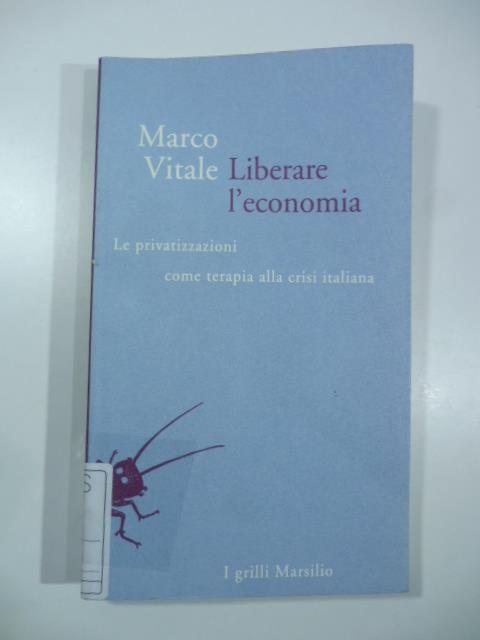 Marco
Vitale Liberare
l'economia
Le privatizzazioni
come terapia alla crisi italiana
S
I grilli Marsilio